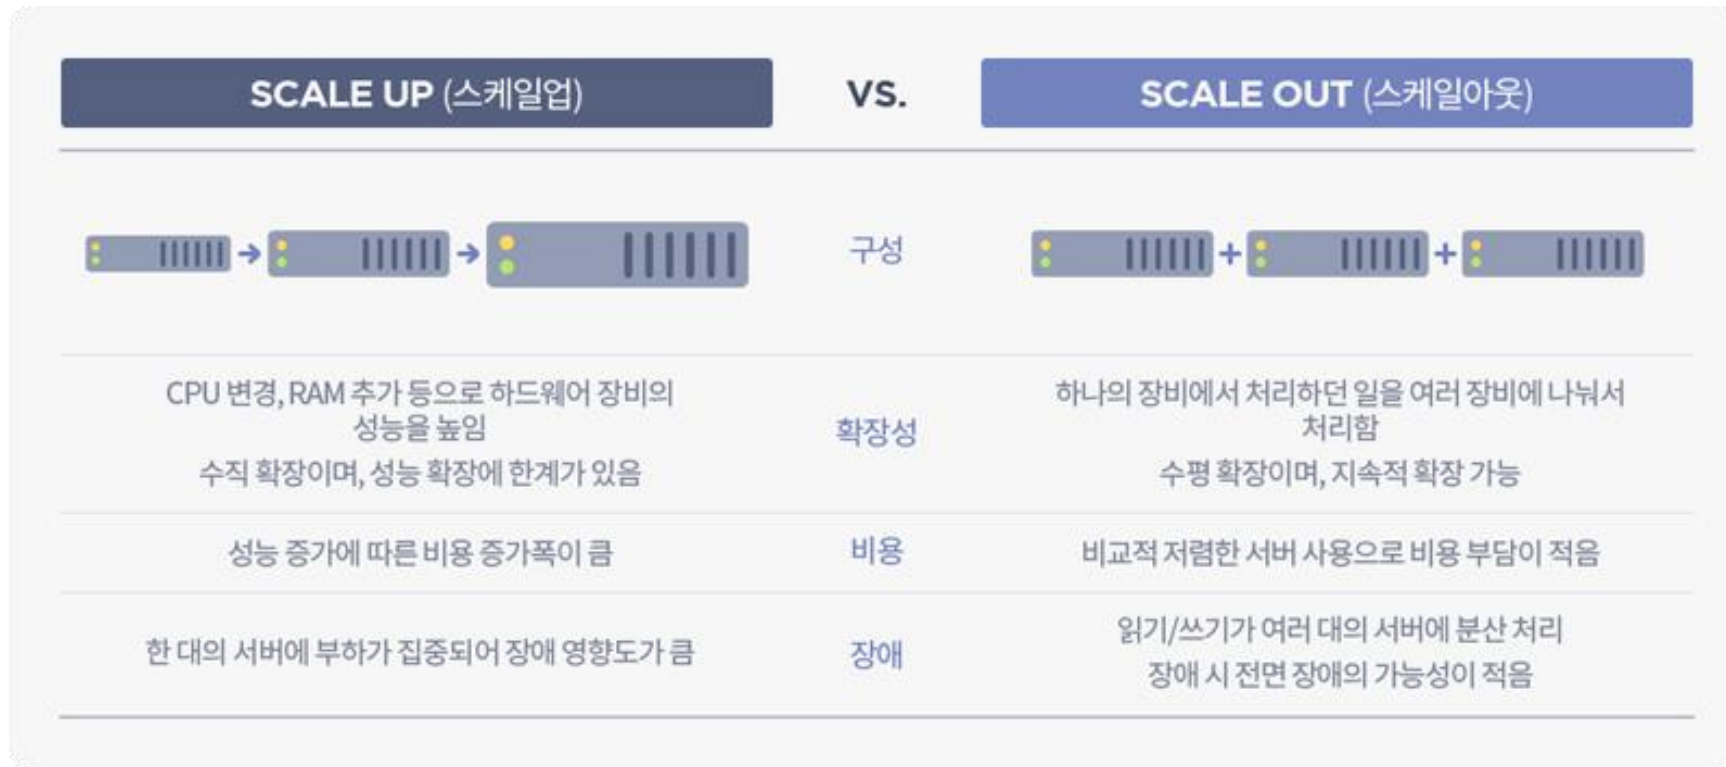 SCALE UP (스케일업)
VS.
SCALE OUT (스케일아웃)
구성
CPU 변경, RAM 추가 등으로 하드웨어 장비의
성능을 높임
수직 확장이며, 성능 확장에 한계가 있음
확장성
하나의 장비에서 처리하던 일을 여러 장비에 나눠서
처리함
수평 확장이며, 지속적 확장 가능
성능 증가에 따른 비용 증가폭이 큼
비용
비교적 저렴한 서버 사용으로 비용 부담이 적음
한 대의 서버에 부하가 집중되어 장애 영향도가 큼
장애
읽기/쓰기가 여러 대의 서버에 분산 처리
장애 시 전면 장애의 가능성이 적음